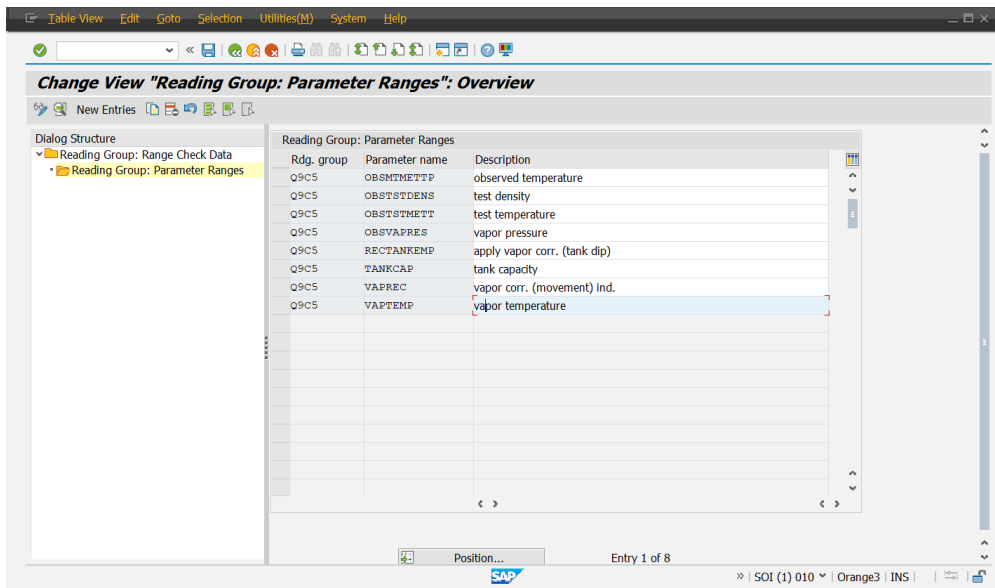 Table View Edit Goto Selection Utilities(M) System Help
Change View "Reading Group: Parameter Ranges": Overview
New Entries
Dialog Structure
Reading Group: Range Check Data
Reading Group: Parameter Ranges
Reading Group: Parameter Ranges
Rdg. group Parameter name Description
Q9C5 OBSMTMETTP observed temperature
Q9C5 OBSTSTDENS test density
Q9C5 OBSTSTMETT test temperature
Q9C5 OBSVAPRES vapor pressure
Q9C5 RECTANKEMP apply vapor corr. (tank dip)
Q9C5 TANKCAP tank capacity
Q9C5 VAPREC vapor corr. (movement) ind.
Q9C5 VAPTEMP vapor temperature
Position... Entry 1 of 8
SAP » SOI (1) 010 Orange3 INS